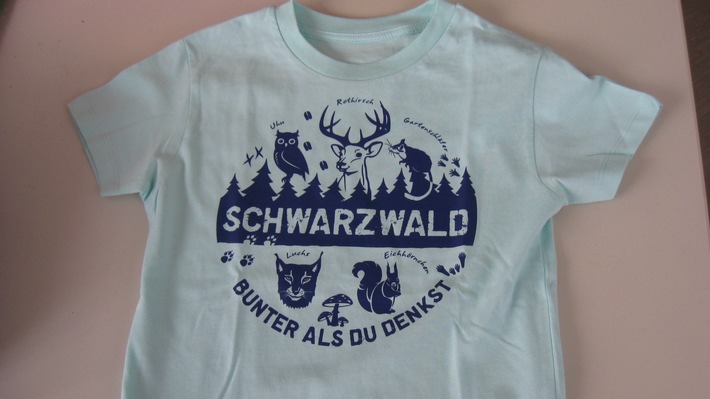 Rothirsch
Uhu
Gartenschläfer
SCHWARZWALD
Luchs
Eichhörnchen
BUNTER ALS DU DENKST